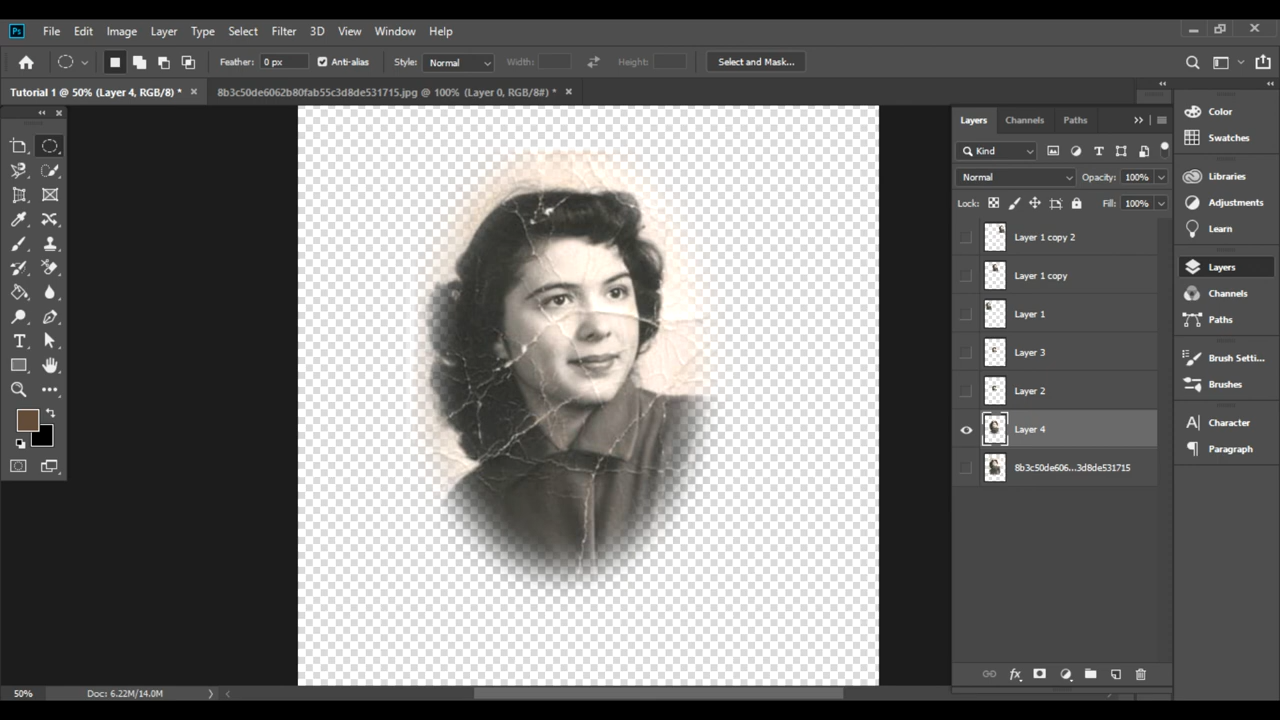 Ps File Edit Image Layer Type Select Filter 3D View Window Help
Feather: 0 px Anti-alias Style: Normal Width: Height: Select and Mask...
Tutorial 1 @ 50% (Layer 4, RGB/8) * × 8b3c50de6062b80fab55c3d8de531715.jpg @ 100% (Layer 0, RGB/8#) * ×
Layers Channels Paths
Kind
Normal Opacity: 100%
Lock: Fill: 100%
Layer 1 copy 2
Layer 1 copy
Layer 1
Layer 3
Layer 2
Layer 4
8b3c50de606...3d8de531715
fx
Color
Swatches
Libraries
Adjustments
Learn
Layers
Channels
Paths
Brush Setti...
Brushes
Character
Paragraph
50% Doc: 6.22M/14.0M